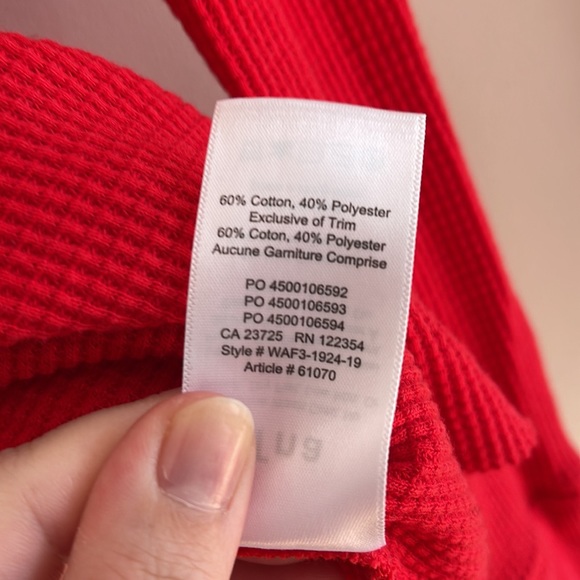 60% Cotton, 40% Polyester
Exclusive of Trim
60% Coton, 40% Polyester
Aucune Garniture Comprise
PO 4500106592
PO 4500106593
PO 4500106594
CA 23725 RN 122354
Style # WAF3-1924-19
Article # 61070